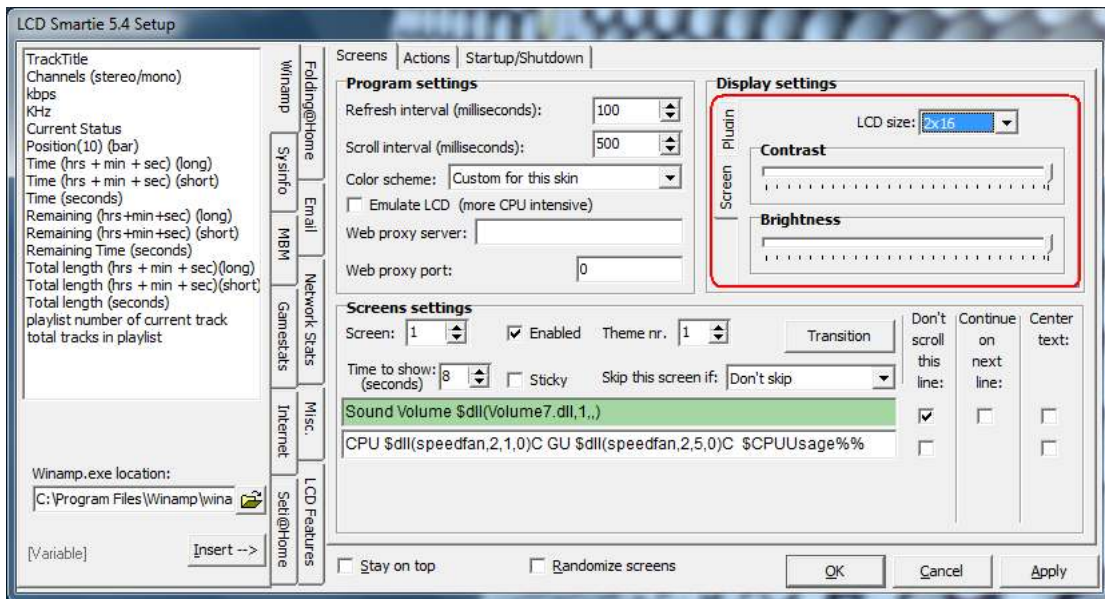 LCD Smartie 5.4 Setup
TrackTitle
Channels (stereo/mono)
kbps
KHz
Current Status
Position(10) (bar)
Time (hrs + min + sec) (long)
Time (hrs + min + sec) (short)
Time (seconds)
Remaining (hrs+min+sec) (long)
Remaining (hrs+min+sec) (short)
Remaining Time (seconds)
Total length (hrs + min + sec)(long)
Total length (hrs + min + sec)(short)
Total length (seconds)
playlist number of current track
total tracks in playlist
Winamp.exe location:
C:\Program Files\Winamp\wina
[Variable]
Insert -->
Winamp
Sysinfo
MBM
Gamestats
Internet
Seti@Home
Folding@Home
Email
Network Stats
Misc.
LCD Features
Screens
Actions
Startup/Shutdown
Program settings
Refresh interval (milliseconds): 100
Scroll interval (milliseconds): 500
Color scheme: Custom for this skin
Emulate LCD (more CPU intensive)
Web proxy server:
Web proxy port: 0
Display settings
Plugin
Screen
LCD size: 2x16
Contrast
Brightness
Screens settings
Screen: 1 Enabled Theme nr. 1 Transition
Time to show: 8 Sticky Skip this screen if: Don't skip
(seconds)
Don't
scroll
this
line:
Continue
on
next
line:
Center
text:
Sound Volume $dll(Volume7.dll,1,,)
CPU $dll(speedfan,2,1,0)C GU $dll(speedfan,2,5,0)C $CPUUsage%%
Stay on top
Randomize screens
OK
Cancel
Apply